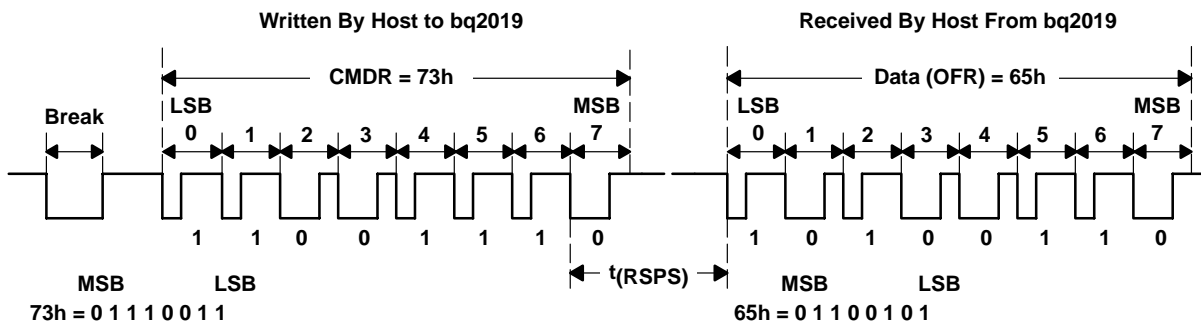 Written By Host to bq2019
Received By Host From bq2019
CMDR = 73h
Data (OFR) = 65h
Break
LSB
MSB
LSB
MSB
0 1 2 3 4 5 6 7
0 1 2 3 4 5 6 7
1 1 0 0 1 1 1 0
1 0 1 0 0 1 1 0
t(RSPS)
MSB LSB
73h = 0 1 1 1 0 0 1 1
MSB LSB
65h = 0 1 1 0 0 1 0 1